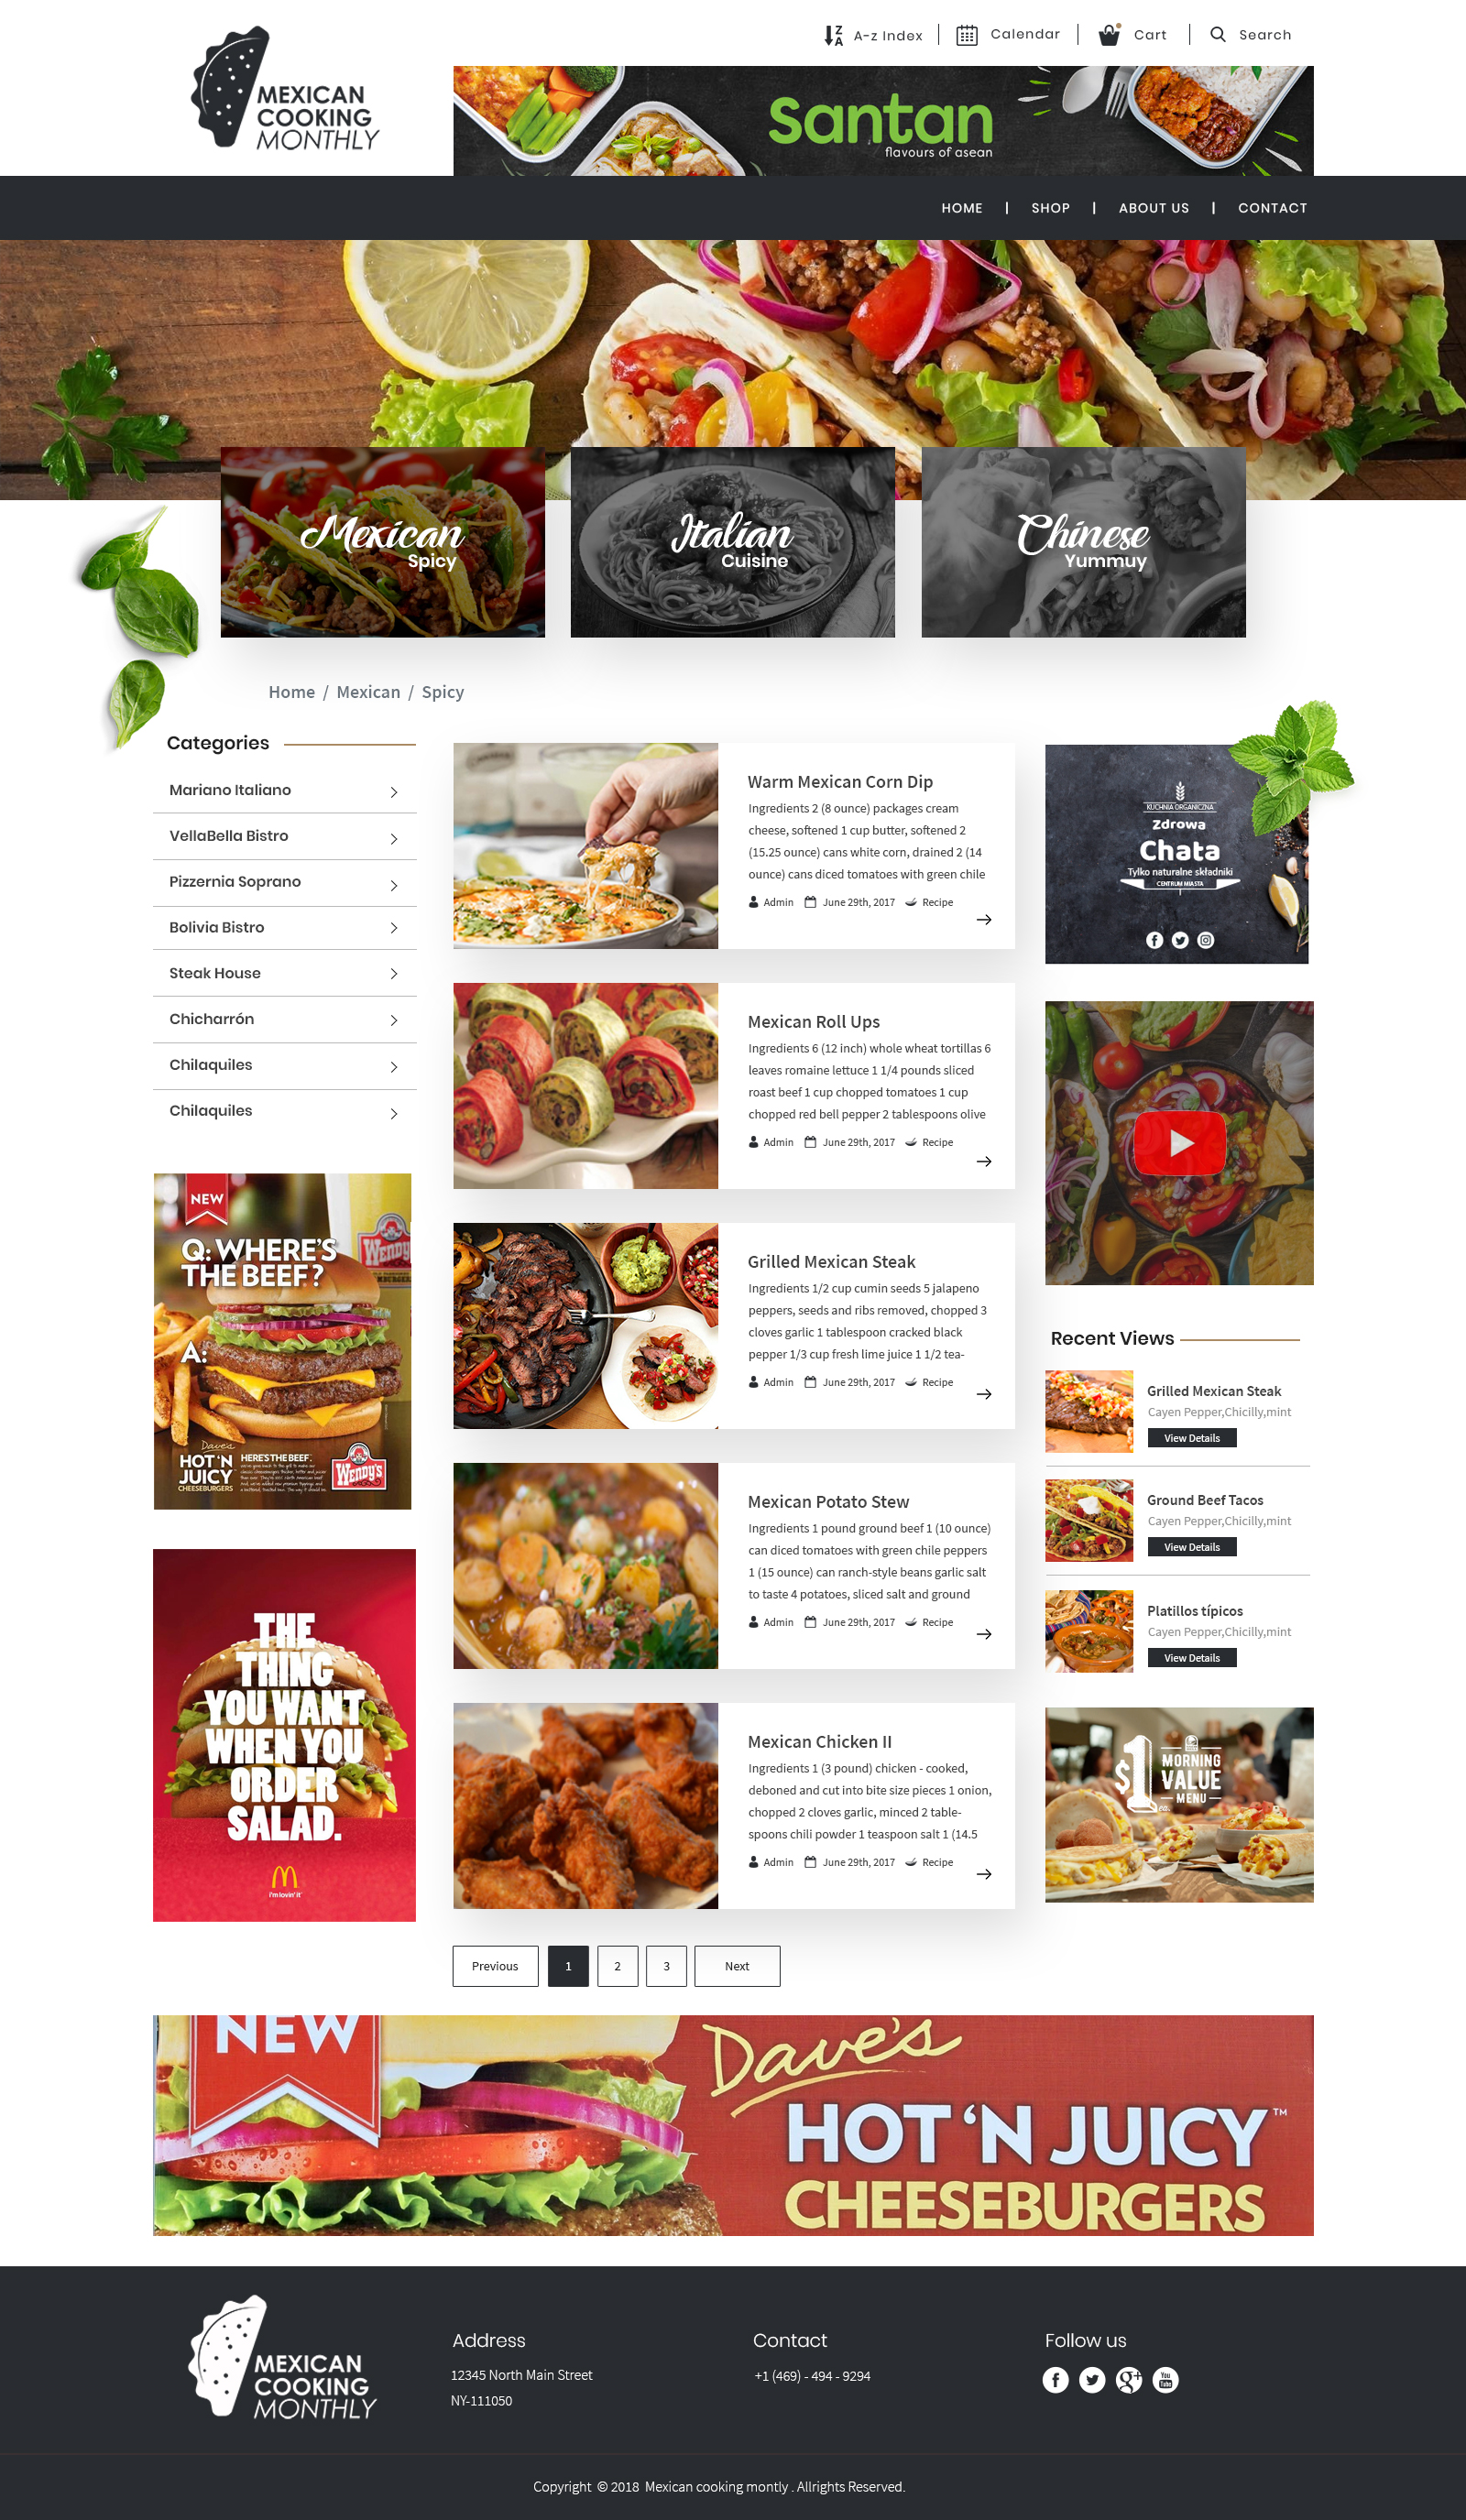 A-z Index
Calendar
Cart
Search
MEXICAN
COOKING
MONTHLY
Santan
flavours of asean
HOME | SHOP | ABOUT US | CONTACT
Mexican
Spicy
Italian
Cuisine
Chinese
Yummuy
Home / Mexican / Spicy
Categories
Mariano Italiano
VellaBella Bistro
Pizzernia Soprano
Bolivia Bistro
Steak House
Chicharrón
Chilaquiles
Chilaquiles
NEW
Q: WHERE'S
THE BEEF?
A:
Wendy's
Dave's
HOT 'N
JUICY
CHEESEBURGERS
HERE'S THE BEEF.
Wendy's
THE
THING
YOU WANT
WHEN YOU
ORDER
SALAD.
i'm lovin' it
Warm Mexican Corn Dip
Ingredients 2 (8 ounce) packages cream
cheese, softened 1 cup butter, softened 2
(15.25 ounce) cans white corn, drained 2 (14
ounce) cans diced tomatoes with green chile
Admin June 29th, 2017 Recipe
Mexican Roll Ups
Ingredients 6 (12 inch) whole wheat tortillas 6
leaves romaine lettuce 1 1/4 pounds sliced
roast beef 1 cup chopped tomatoes 1 cup
chopped red bell pepper 2 tablespoons olive
Admin June 29th, 2017 Recipe
Grilled Mexican Steak
Ingredients 1/2 cup cumin seeds 5 jalapeno
peppers, seeds and ribs removed, chopped 3
cloves garlic 1 tablespoon cracked black
pepper 1/3 cup fresh lime juice 1 1/2 tea-
Admin June 29th, 2017 Recipe
Mexican Potato Stew
Ingredients 1 pound ground beef 1 (10 ounce)
can diced tomatoes with green chile peppers
1 (15 ounce) can ranch-style beans garlic salt
to taste 4 potatoes, sliced salt and ground
Admin June 29th, 2017 Recipe
Mexican Chicken II
Ingredients 1 (3 pound) chicken - cooked,
deboned and cut into bite size pieces 1 onion,
chopped 2 cloves garlic, minced 2 table-
spoons chili powder 1 teaspoon salt 1 (14.5
Admin June 29th, 2017 Recipe
Previous 1 2 3 Next
KUCHNIA ORGANICZNA
Zdrowa
Chata
Tylko naturalne składniki
CENTRUM MIASTA
Recent Views
Grilled Mexican Steak
Cayen Pepper,Chicilly,mint
View Details
Ground Beef Tacos
Cayen Pepper,Chicilly,mint
View Details
Platillos típicos
Cayen Pepper,Chicilly,mint
View Details
$1 ea.
MORNING
VALUE
MENU
NEW
Dave's
HOT 'N JUICY™
CHEESEBURGERS
MEXICAN
COOKING
MONTHLY
Address
12345 North Main Street
NY-111050
Contact
+1 (469) - 494 - 9294
Follow us
You
Tube
Copyright © 2018 Mexican cooking montly . Allrights Reserved.